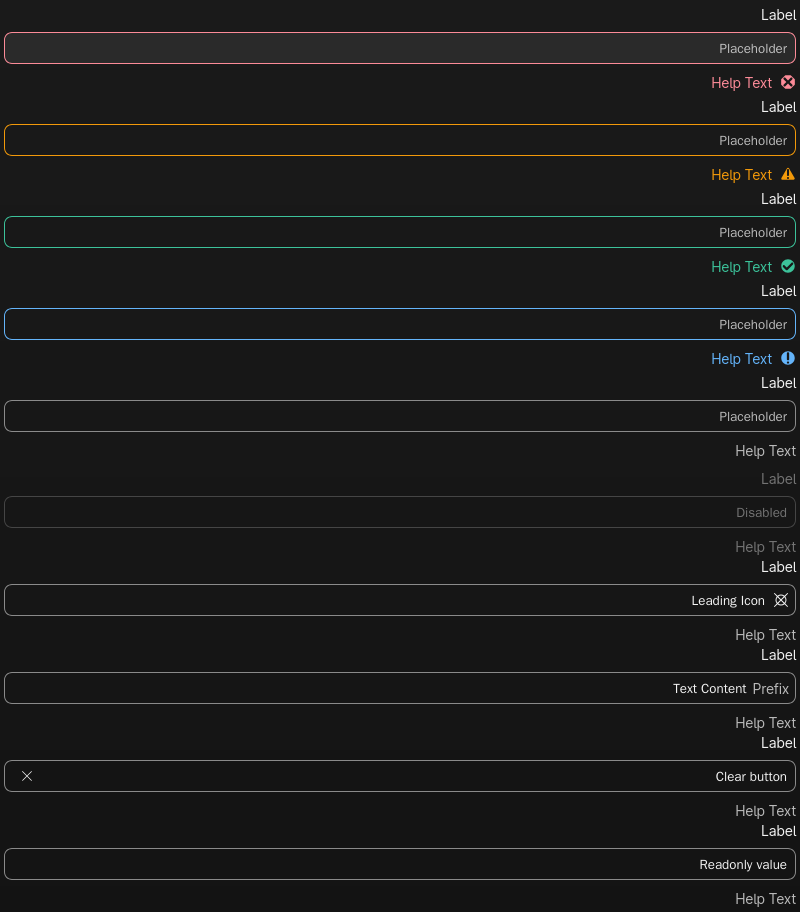 Label
Placeholder
Help Text
Label
Placeholder
Help Text
Label
Placeholder
Help Text
Label
Placeholder
Help Text
Label
Placeholder
Help Text
Label
Disabled
Help Text
Label
Leading Icon
Help Text
Label
Text Content Prefix
Help Text
Label
Clear button
Help Text
Label
Readonly value
Help Text